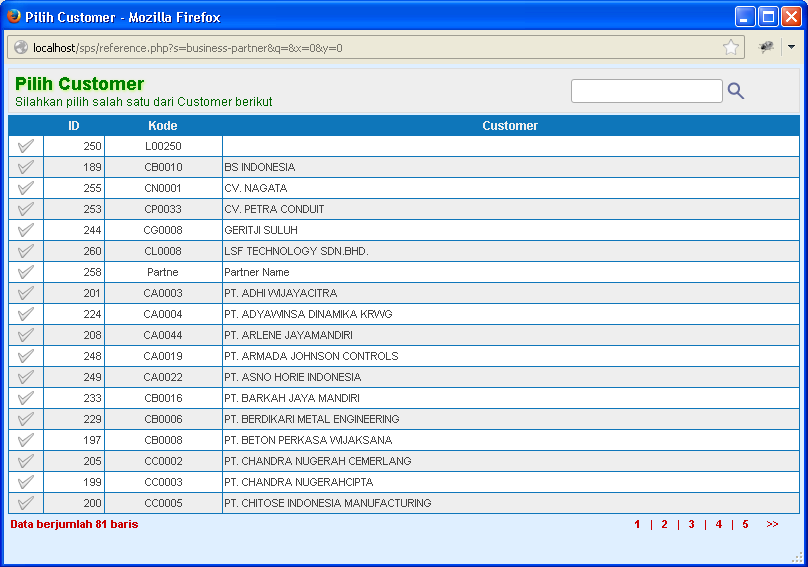 Pilih Customer - Mozilla Firefox
localhost/sps/reference.php?s=business-partner&q=&x=0&y=0
Pilih Customer
Silahkan pilih salah satu dari Customer berikut
ID Kode Customer
250 L00250
189 CB0010 BS INDONESIA
255 CN0001 CV. NAGATA
253 CP0033 CV. PETRA CONDUIT
244 CG0008 GERITJI SULUH
260 CL0008 LSF TECHNOLOGY SDN.BHD.
258 Partne Partner Name
201 CA0003 PT. ADHI WIJAYACITRA
224 CA0004 PT. ADYAWINSA DINAMIKA KRWG
208 CA0044 PT. ARLENE JAYAMANDIRI
248 CA0019 PT. ARMADA JOHNSON CONTROLS
249 CA0022 PT. ASNO HORIE INDONESIA
233 CB0016 PT. BARKAH JAYA MANDIRI
229 CB0006 PT. BERDIKARI METAL ENGINEERING
197 CB0008 PT. BETON PERKASA WIJAKSANA
205 CC0002 PT. CHANDRA NUGERAH CEMERLANG
199 CC0003 PT. CHANDRA NUGERAHCIPTA
200 CC0005 PT. CHITOSE INDONESIA MANUFACTURING
Data berjumlah 81 baris 1 | 2 | 3 | 4 | 5 >>